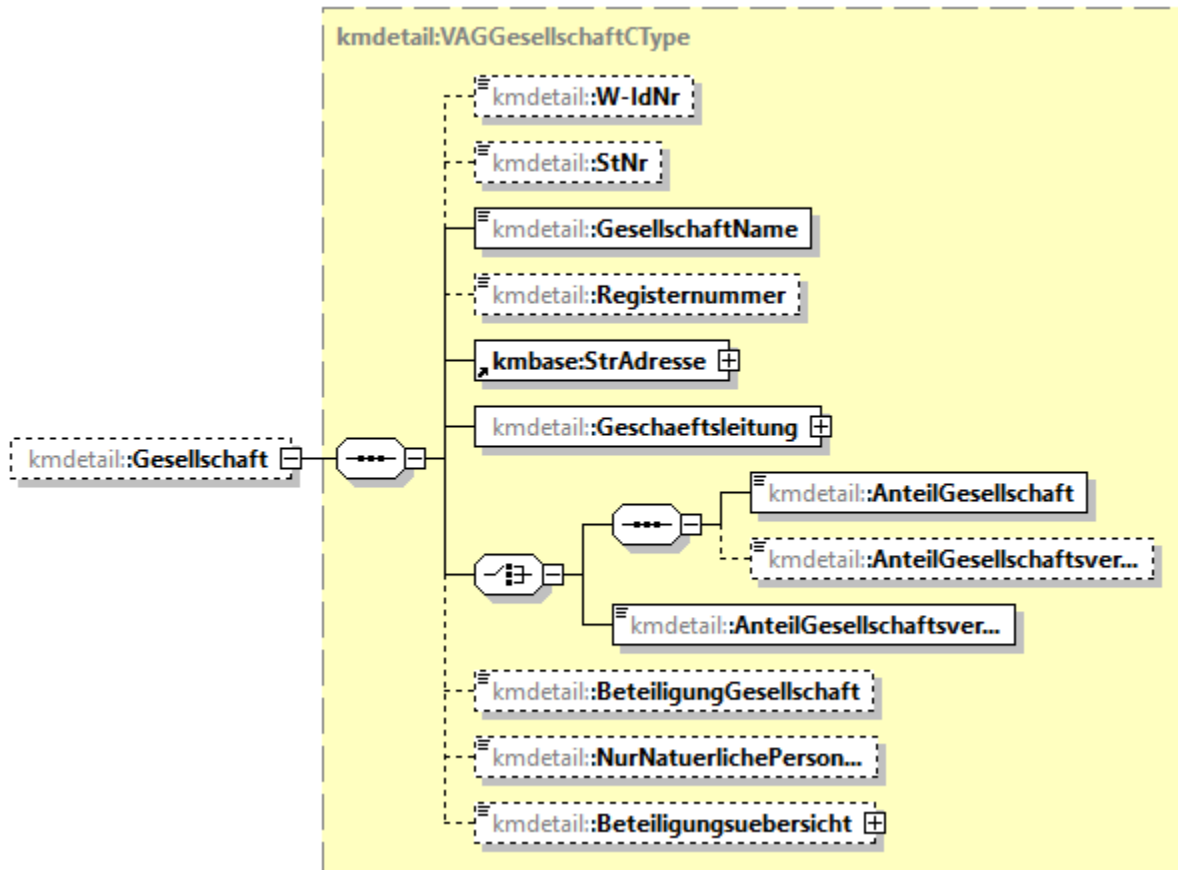 kmdetail:VAGGesellschaftCType
kmdetail::W-IdNr
kmdetail::StNr
kmdetail::GesellschaftName
kmdetail::Registernummer
kmbase:StrAdresse
kmdetail::Geschaeftsleitung
kmdetail::Gesellschaft
kmdetail::AnteilGesellschaft
kmdetail::AnteilGesellschaftsver...
kmdetail::AnteilGesellschaftsver...
kmdetail::BeteiligungGesellschaft
kmdetail::NurNatuerlichePerson...
kmdetail::Beteiligungsuebersicht